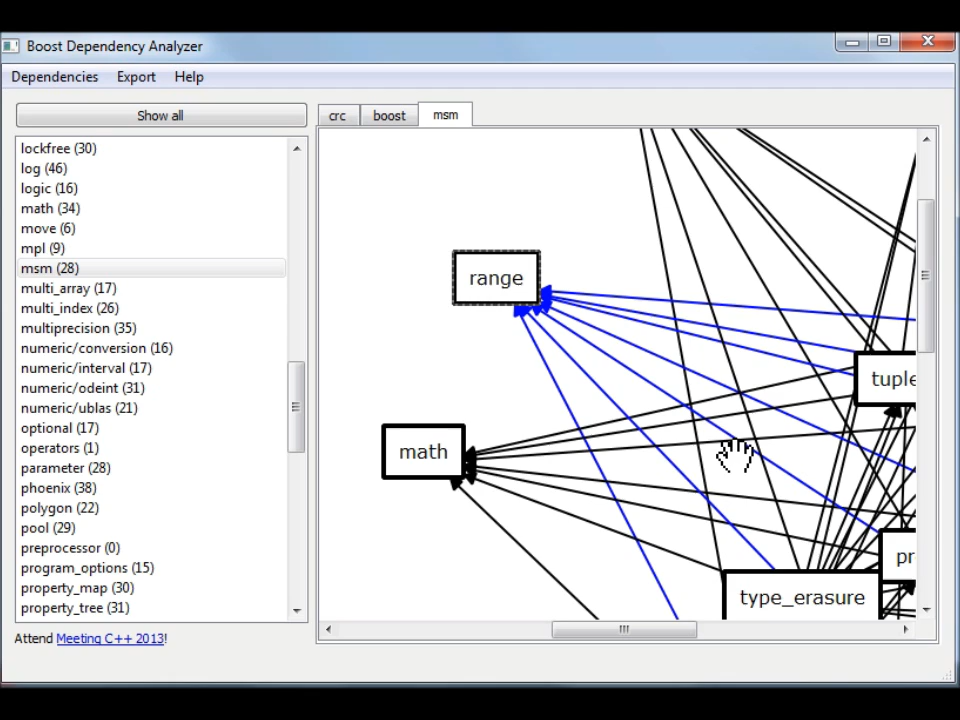 Boost Dependency Analyzer
Dependencies Export Help
Show all
crc boost msm
lockfree (30)
log (46)
logic (16)
math (34)
move (6)
mpl (9)
msm (28)
multi_array (17)
multi_index (26)
multiprecision (35)
numeric/conversion (16)
numeric/interval (17)
numeric/odeint (31)
numeric/ublas (21)
optional (17)
operators (1)
parameter (28)
phoenix (38)
polygon (22)
pool (29)
preprocessor (0)
program_options (15)
property_map (30)
property_tree (31)
Attend Meeting C++ 2013!
range
tuple
math
pr
type_erasure